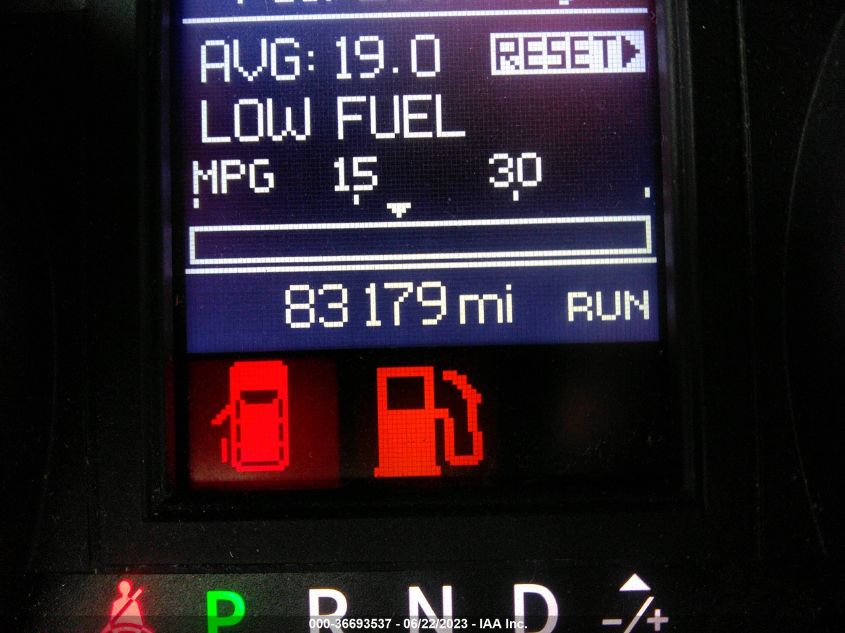 AVG: 19.0 RESET
LOW FUEL
MPG 15 30
83179 mi RUN
P R N D -/+
000-36693537 - 06/22/2023 - IAA Inc.